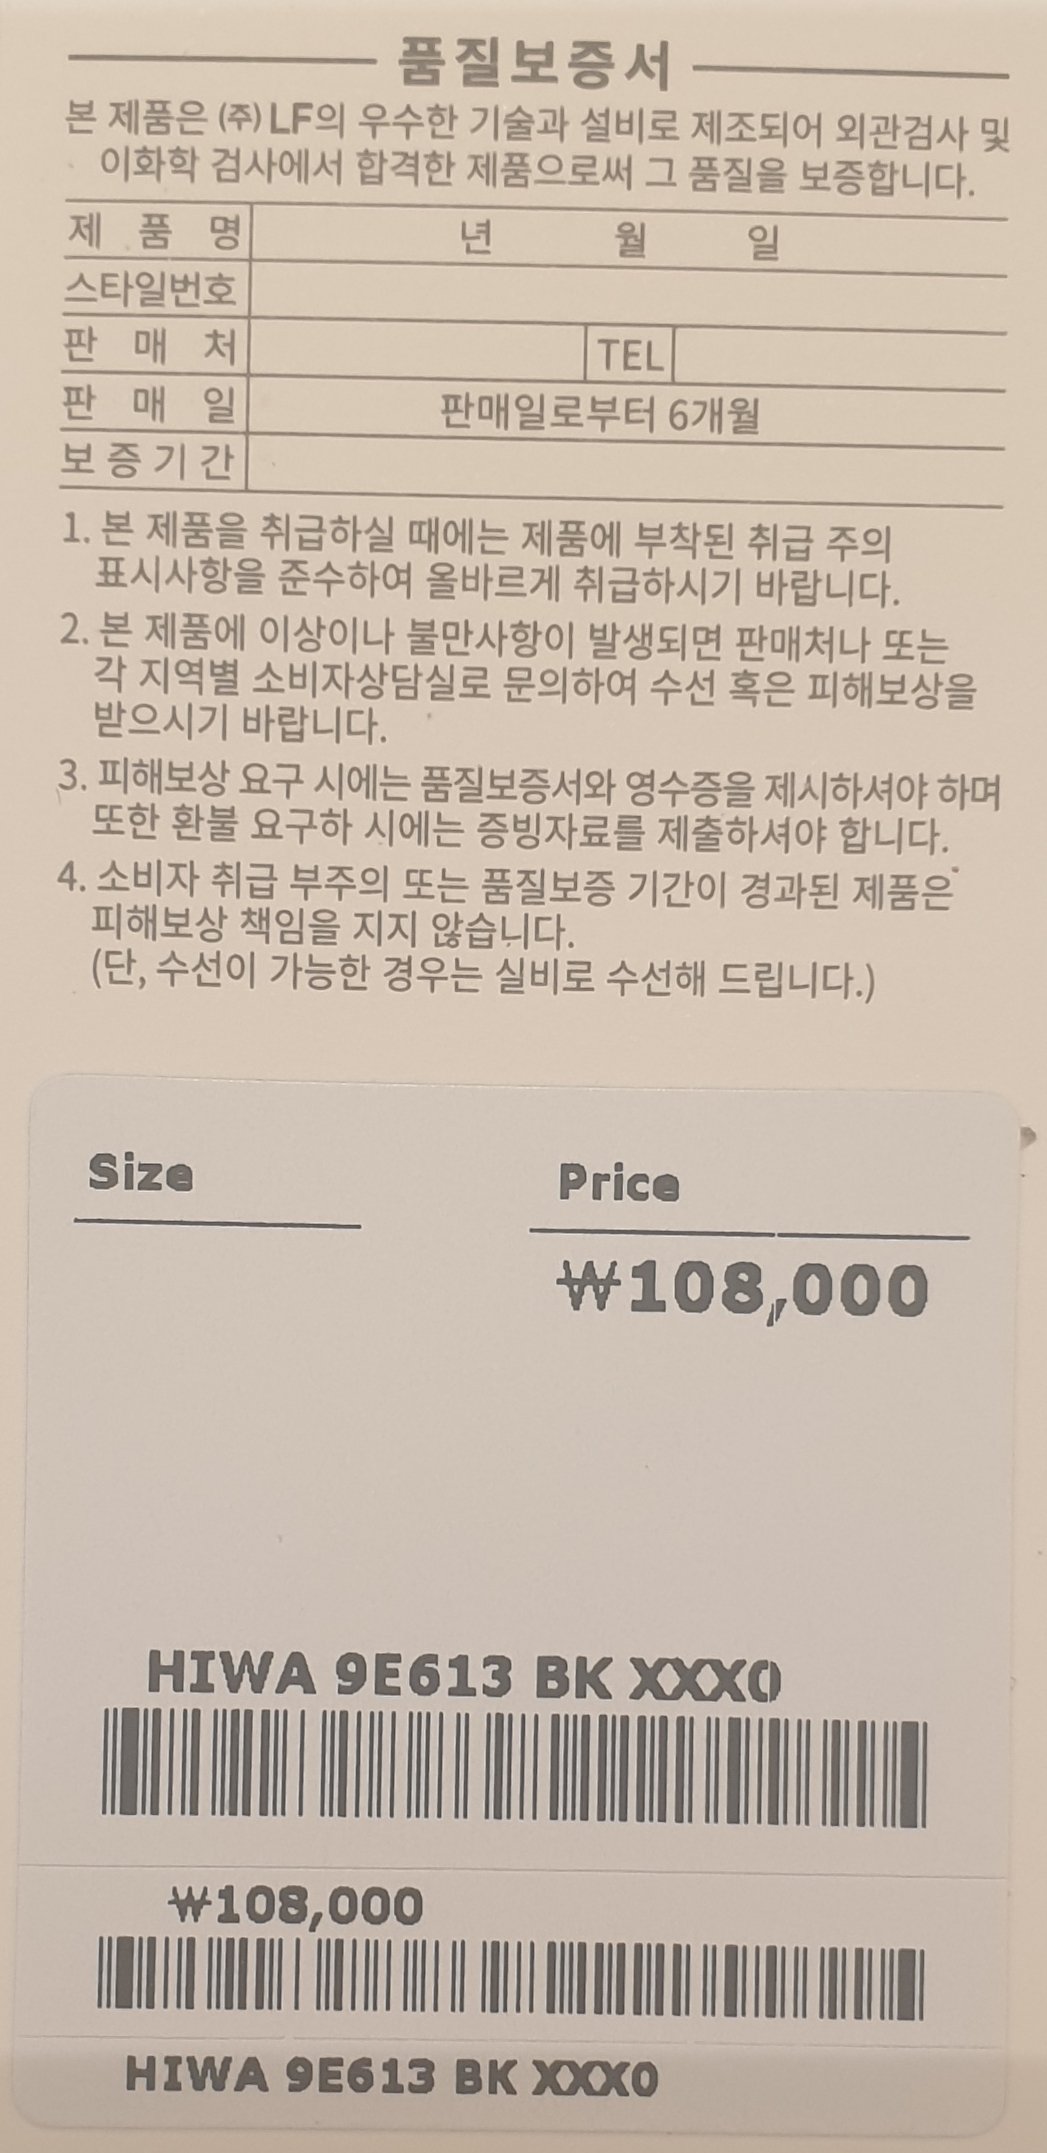 품질보증서
본 제품은 ㈜LF의 우수한 기술과 설비로 제조되어 외관검사 및
이화학 검사에서 합격한 제품으로써 그 품질을 보증합니다.
제 품 명 년 월 일
스타일번호
판 매 처 TEL
판 매 일 판매일로부터 6개월
보증기간
1. 본 제품을 취급하실 때에는 제품에 부착된 취급 주의
표시사항을 준수하여 올바르게 취급하시기 바랍니다.
2. 본 제품에 이상이나 불만사항이 발생되면 판매처나 또는
각 지역별 소비자상담실로 문의하여 수선 혹은 피해보상을
받으시기 바랍니다.
3. 피해보상 요구 시에는 품질보증서와 영수증을 제시하셔야 하며
또한 환불 요구하 시에는 증빙자료를 제출하셔야 합니다.
4. 소비자 취급 부주의 또는 품질보증 기간이 경과된 제품은
피해보상 책임을 지지 않습니다.
(단, 수선이 가능한 경우는 실비로 수선해 드립니다.)
Size Price
₩108,000
HIWA 9E613 BK XXX0
₩108,000
HIWA 9E613 BK XXX0